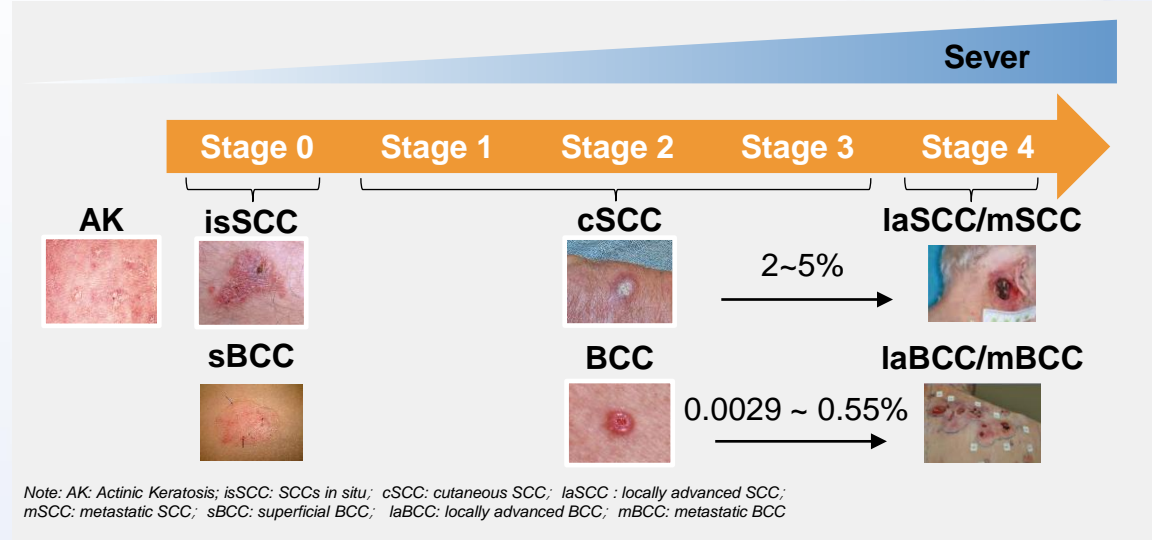 Sever
Stage 0 Stage 1 Stage 2 Stage 3 Stage 4
AK isSCC cSCC laSCC/mSCC
2~5%
sBCC BCC laBCC/mBCC
0.0029 ~ 0.55%
Note: AK: Actinic Keratosis; isSCC: SCCs in situ; cSCC: cutaneous SCC; laSCC : locally advanced SCC;
mSCC: metastatic SCC; sBCC: superficial BCC; laBCC: locally advanced BCC; mBCC: metastatic BCC